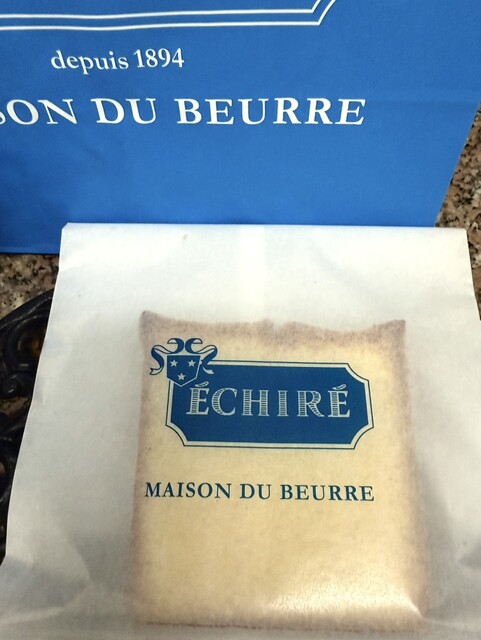 depuis 1894
SON DU BEURRE
ÉCHIRÉ
MAISON DU BEURRE